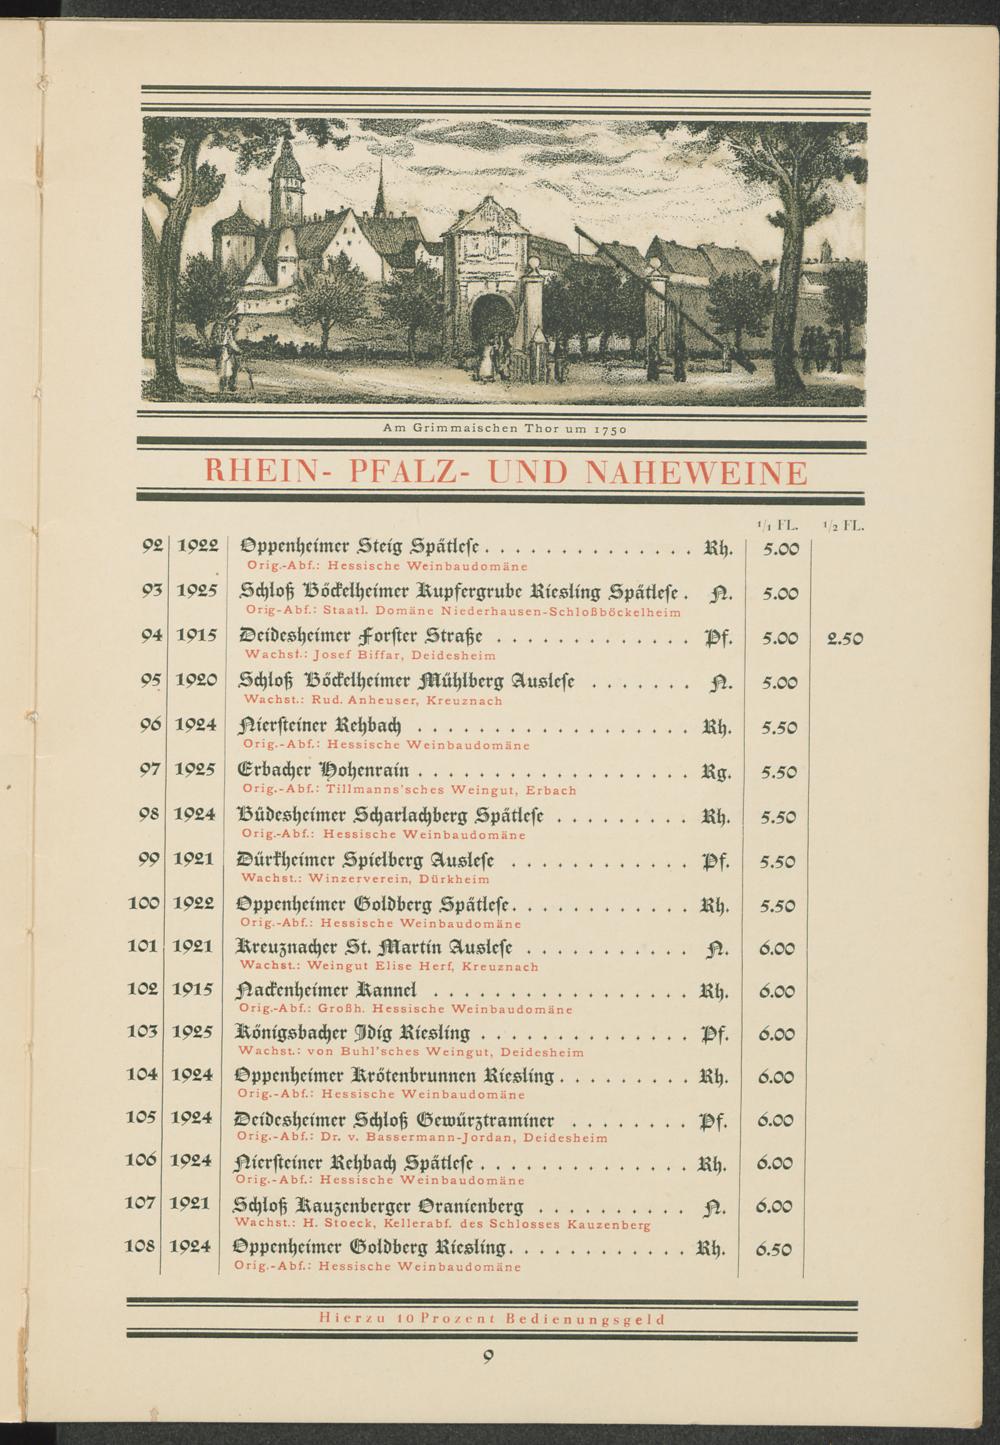 Am Grimmaischen Thor um 1750
RHEIN- PFALZ- UND NAHEWEINE
1/1 FL. 1/2 FL.
92 1922 Oppenheimer Steig Spätlese . . . . . . . . . . . . . . Rh. 5.00
Orig.-Abf.: Hessische Weinbaudomäne
93 1925 Schloß Böckelheimer Kupfergrube Riesling Spätlese . N. 5.00
Orig-Abf.: Staatl. Domäne Niederhausen-Schloßböckelheim
94 1915 Deidesheimer Forster Straße . . . . . . . . . . . . . Pf. 5.00 2.50
Wachst.: Josef Biffar, Deidesheim
95 1920 Schloß Böckelheimer Mühlberg Auslese . . . . . . . N. 5.00
Wachst.: Rud. Anheuser, Kreuznach
96 1924 Niersteiner Rehbach . . . . . . . . . . . . . . . . . . Rh. 5.50
Orig.-Abf.: Hessische Weinbaudomäne
97 1925 Erbacher Hohenrain . . . . . . . . . . . . . . . . . . Rg. 5.50
Orig.-Abf.: Tillmanns'sches Weingut, Erbach
98 1924 Büdesheimer Scharlachberg Spätlese . . . . . . . . . Rh. 5.50
Orig.-Abf.: Hessische Weinbaudomäne
99 1921 Dürkheimer Spielberg Auslese . . . . . . . . . . . . Pf. 5.50
Wachst.: Winzerverein, Dürkheim
100 1922 Oppenheimer Goldberg Spätlese . . . . . . . . . . . . Rh. 5.50
Orig.-Abf.: Hessische Weinbaudomäne
101 1921 Kreuznacher St. Martin Auslese . . . . . . . . . . . N. 6.00
Wachst.: Weingut Elise Herf, Kreuznach
102 1915 Nackenheimer Kannel . . . . . . . . . . . . . . . . . Rh. 6.00
Orig.-Abf.: Großh. Hessische Weinbaudomäne
103 1925 Königsbacher Idig Riesling . . . . . . . . . . . . . . Pf. 6.00
Wachst.: von Buhl'sches Weingut, Deidesheim
104 1924 Oppenheimer Krötenbrunnen Riesling . . . . . . . . . Rh. 6.00
Orig.-Abf.: Hessische Weinbaudomäne
105 1924 Deidesheimer Schloß Gewürztraminer . . . . . . . . Pf. 6.00
Orig.-Abf.: Dr. v. Bassermann-Jordan, Deidesheim
106 1924 Niersteiner Rehbach Spätlese . . . . . . . . . . . . . . Rh. 6.00
Orig.-Abf.: Hessische Weinbaudomäne
107 1921 Schloß Kauzenberger Oranienberg . . . . . . . . . . N. 6.00
Wachst.: H. Stoeck, Kellerabf. des Schlosses Kauzenberg
108 1924 Oppenheimer Goldberg Riesling . . . . . . . . . . . . Rh. 6.50
Orig.-Abf.: Hessische Weinbaudomäne
Hierzu 10 Prozent Bedienungsgeld
9